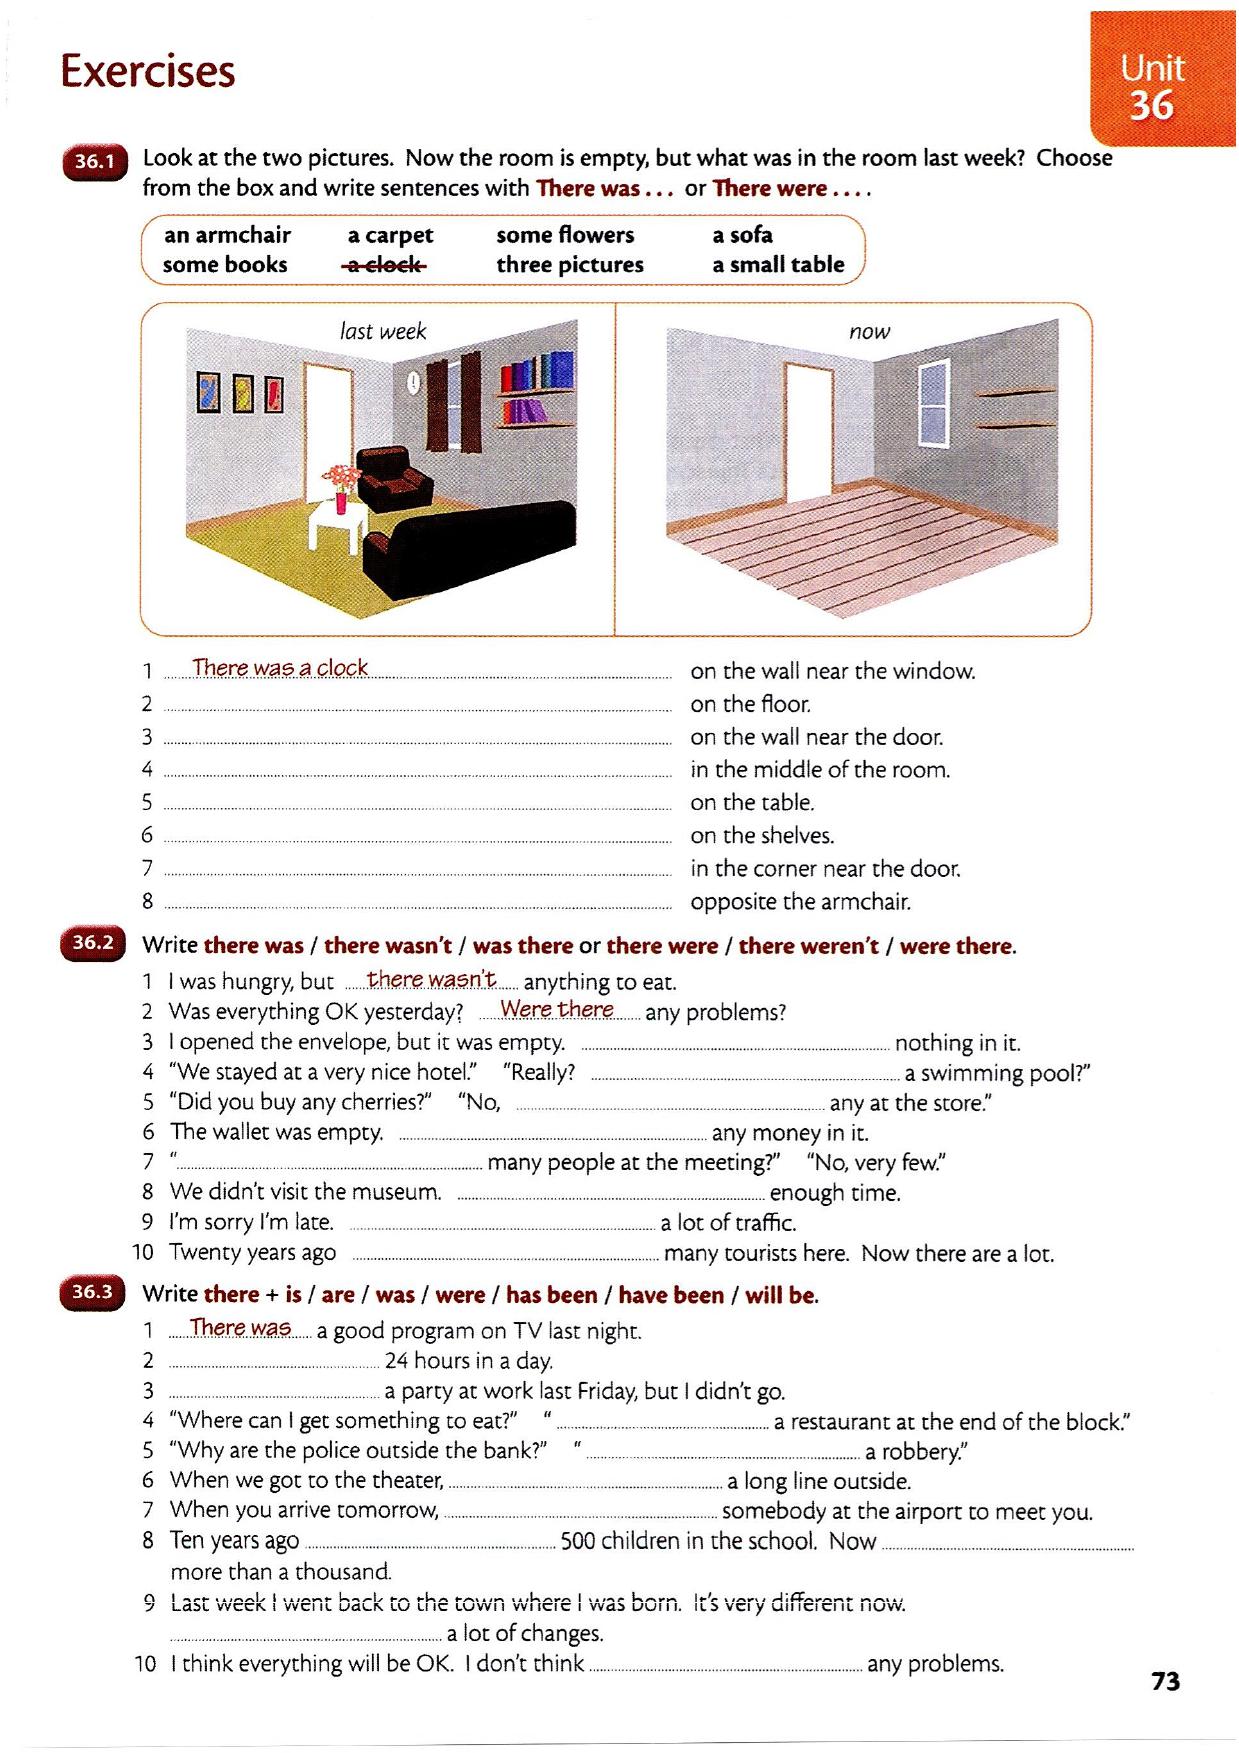 Exercises
Unit
36
36.1 Look at the two pictures. Now the room is empty, but what was in the room last week? Choose
from the box and write sentences with There was ... or There were ....
an armchair a carpet some flowers a sofa
some books a clock three pictures a small table
last week now
1 There was a clock on the wall near the window.
2 on the floor.
3 on the wall near the door.
4 in the middle of the room.
5 on the table.
6 on the shelves.
7 in the corner near the door.
8 opposite the armchair.
36.2 Write there was / there wasn't / was there or there were / there weren't / were there.
1 I was hungry, but there wasn't anything to eat.
2 Was everything OK yesterday? Were there any problems?
3 I opened the envelope, but it was empty. nothing in it.
4 "We stayed at a very nice hotel." "Really? a swimming pool?"
5 "Did you buy any cherries?" "No, any at the store."
6 The wallet was empty. any money in it.
7 " many people at the meeting?" "No, very few."
8 We didn't visit the museum. enough time.
9 I'm sorry I'm late. a lot of traffic.
10 Twenty years ago many tourists here. Now there are a lot.
36.3 Write there + is / are / was / were / has been / have been / will be.
1 There was a good program on TV last night.
2 24 hours in a day.
3 a party at work last Friday, but I didn't go.
4 "Where can I get something to eat?" " a restaurant at the end of the block."
5 "Why are the police outside the bank?" " a robbery."
6 When we got to the theater, a long line outside.
7 When you arrive tomorrow, somebody at the airport to meet you.
8 Ten years ago 500 children in the school. Now
more than a thousand.
9 Last week I went back to the town where I was born. It's very different now.
a lot of changes.
10 I think everything will be OK. I don't think any problems.
73